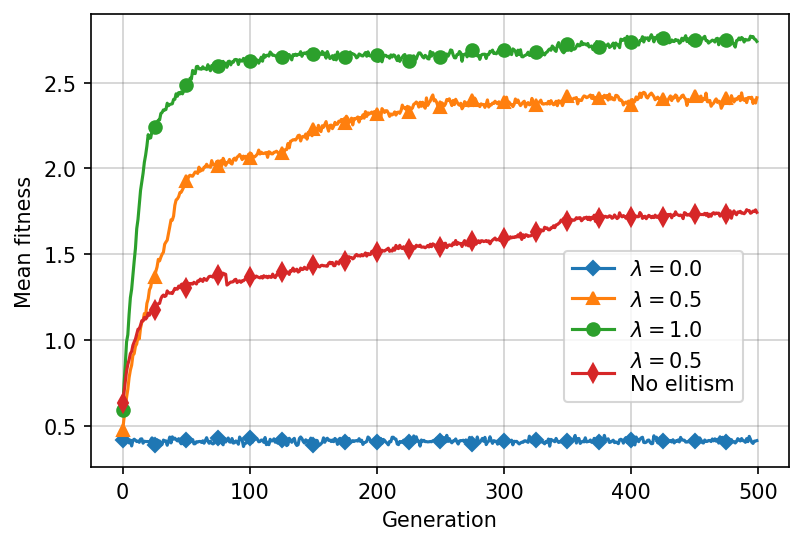 2.5
2.0
1.5
1.0
0.5
Mean fitness
0 100 200 300 400 500
Generation
λ = 0.0
λ = 0.5
λ = 1.0
λ = 0.5
No elitism